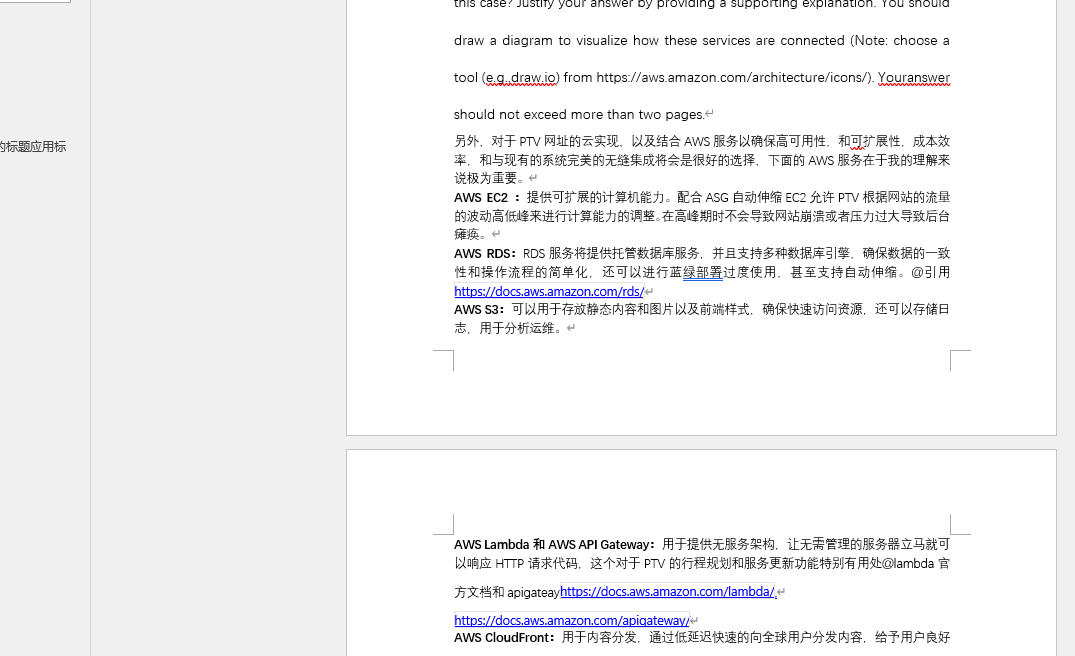 this case? Justify your answer by providing a supporting explanation. You should
draw a diagram to visualize how these services are connected (Note: choose a
tool (e.g.,draw.io) from https://aws.amazon.com/architecture/icons/). Youranswer
should not exceed more than two pages.↵
的标题应用标
另外，对于 PTV 网址的云实现，以及结合 AWS 服务以确保高可用性，和可扩展性，成本效
率，和与现有的系统完美的无缝集成将会是很好的选择，下面的 AWS 服务在于我的理解来
说极为重要。↵
AWS EC2 ：提供可扩展的计算机能力。配合 ASG 自动伸缩 EC2 允许 PTV 根据网站的流量
的波动高低峰来进行计算能力的调整。在高峰期时不会导致网站崩溃或者压力过大导致后台
瘫痪。↵
AWS RDS：RDS 服务将提供托管数据库服务，并且支持多种数据库引擎，确保数据的一致
性和操作流程的简单化，还可以进行蓝绿部署过度使用，甚至支持自动伸缩。@引用
https://docs.aws.amazon.com/rds/↵
AWS S3：可以用于存放静态内容和图片以及前端样式，确保快速访问资源，还可以存储日
志，用于分析运维。↵
AWS Lambda 和 AWS API Gateway：用于提供无服务架构，让无需管理的服务器立马就可
以响应 HTTP 请求代码，这个对于 PTV 的行程规划和服务更新功能特别有用处@lambda 官
方文档和 apigateayhttps://docs.aws.amazon.com/lambda/,↵
https://docs.aws.amazon.com/apigateway/↵
AWS CloudFront：用于内容分发，通过低延迟快速的向全球用户分发内容，给予用户良好